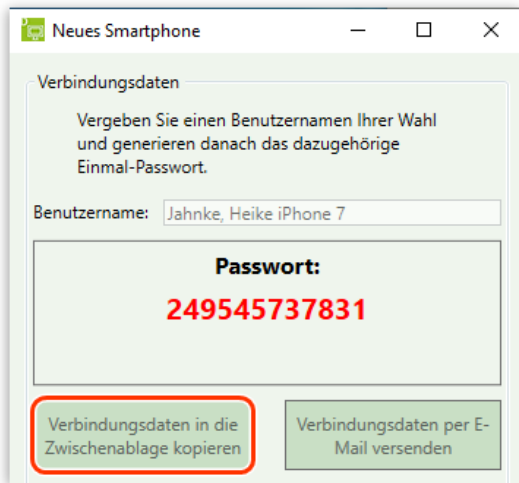 Neues Smartphone
Verbindungsdaten
Vergeben Sie einen Benutzernamen Ihrer Wahl
und generieren danach das dazugehörige
Einmal-Passwort.
Benutzername: Jahnke, Heike iPhone 7
Passwort:
249545737831
Verbindungsdaten in die
Zwischenablage kopieren
Verbindungsdaten per E-
Mail versenden